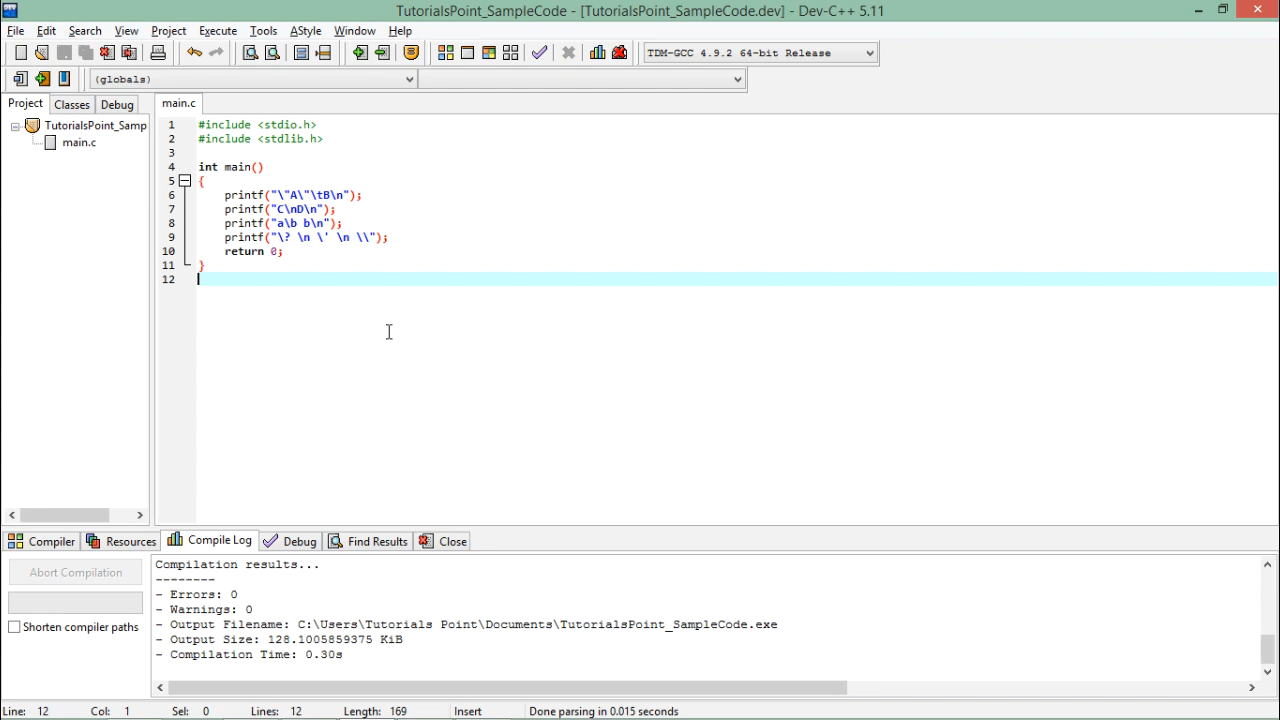 TutorialsPoint_SampleCode - [TutorialsPoint_SampleCode.dev] - Dev-C++ 5.11
File Edit Search View Project Execute Tools AStyle Window Help
TDM-GCC 4.9.2 64-bit Release
(globals)
Project Classes Debug main.c
TutorialsPoint_Samp
main.c
1 #include <stdio.h>
2 #include <stdlib.h>
3
4 int main()
5 {
6 printf("\"A\"\tB\n");
7 printf("C\nD\n");
8 printf("a\b b\n");
9 printf("\? \n \' \n \\");
10 return 0;
11 }
12
Compiler Resources Compile Log Debug Find Results Close
Abort Compilation
Shorten compiler paths
Compilation results...
--------
- Errors: 0
- Warnings: 0
- Output Filename: C:\Users\Tutorials Point\Documents\TutorialsPoint_SampleCode.exe
- Output Size: 128.1005859375 KiB
- Compilation Time: 0.30s
Line: 12 Col: 1 Sel: 0 Lines: 12 Length: 169 Insert Done parsing in 0.015 seconds